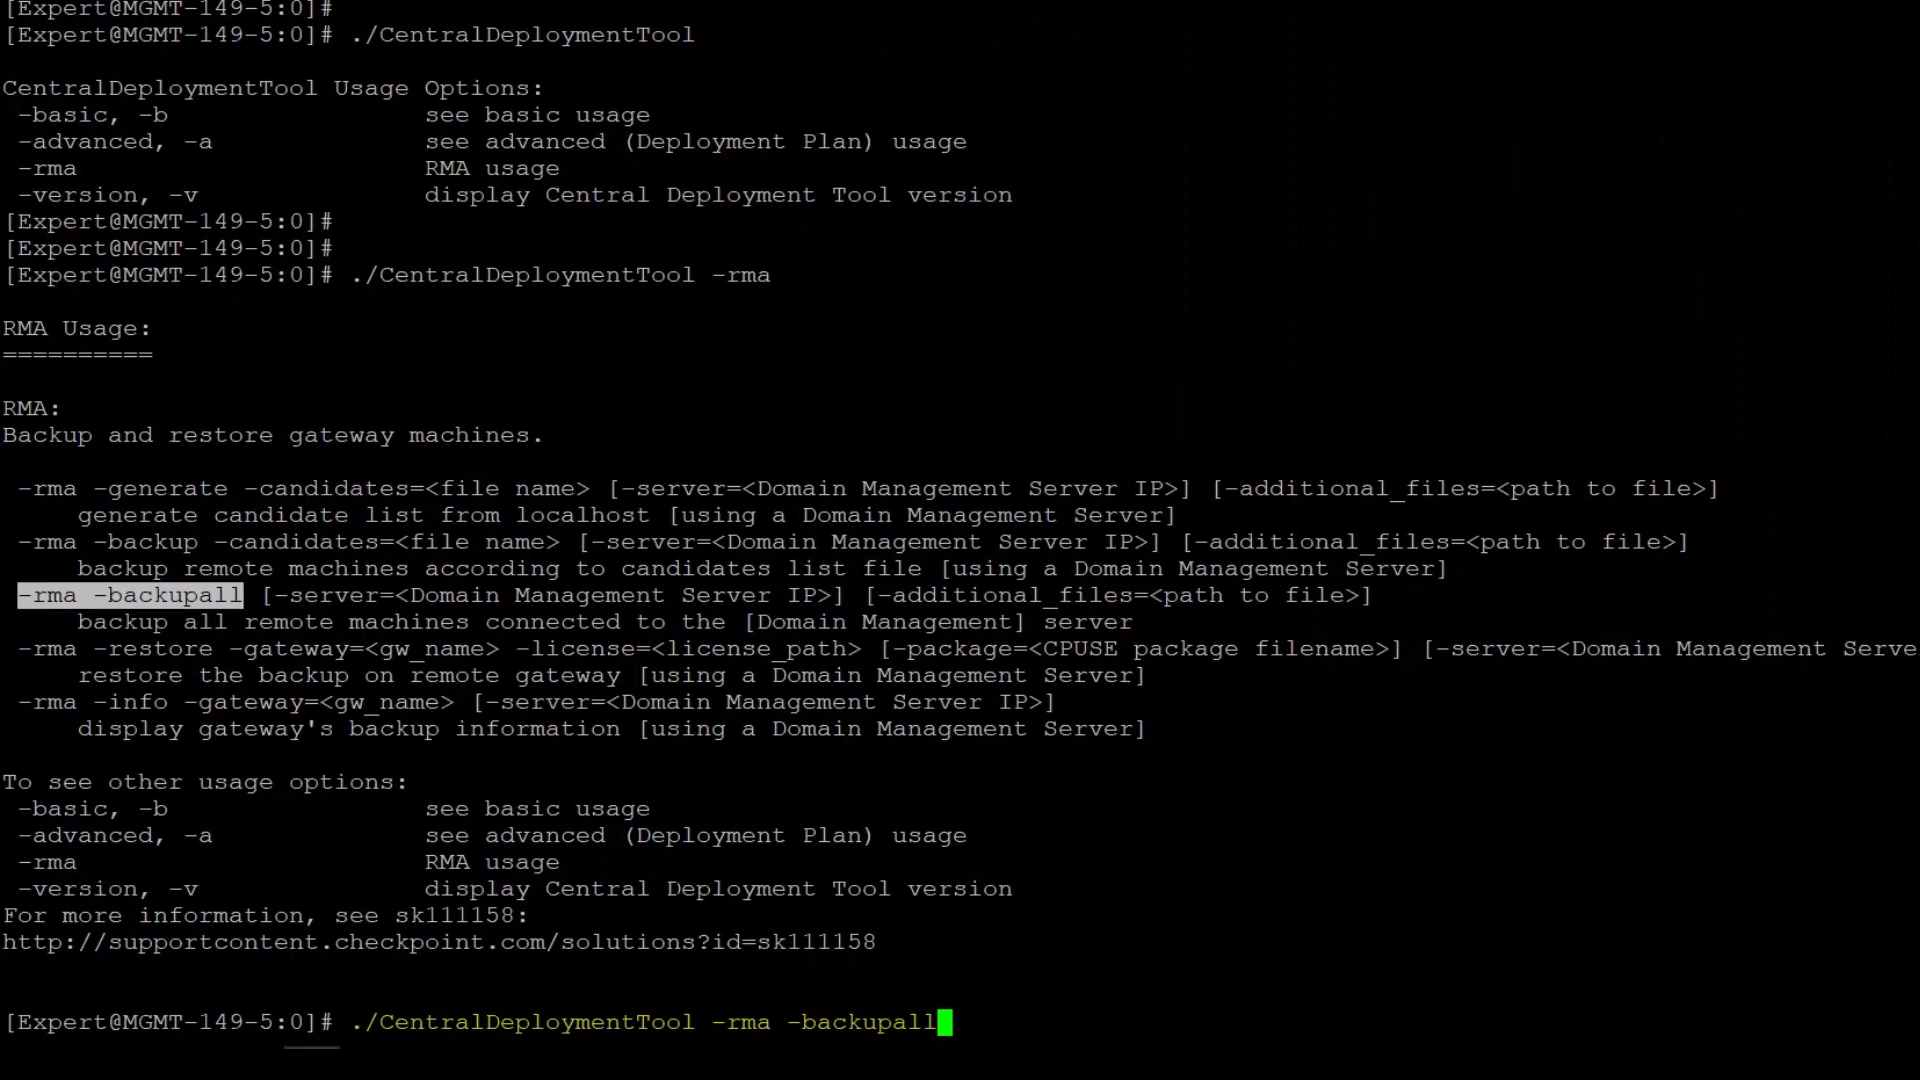 [Expert@MGMT-149-5:0]#
[Expert@MGMT-149-5:0]# ./CentralDeploymentTool
CentralDeploymentTool Usage Options:
-basic, -b see basic usage
-advanced, -a see advanced (Deployment Plan) usage
-rma RMA usage
-version, -v display Central Deployment Tool version
[Expert@MGMT-149-5:0]#
[Expert@MGMT-149-5:0]#
[Expert@MGMT-149-5:0]# ./CentralDeploymentTool -rma
RMA Usage:
==========
RMA:
Backup and restore gateway machines.
-rma -generate -candidates=<file name> [-server=<Domain Management Server IP>] [-additional_files=<path to file>]
generate candidate list from localhost [using a Domain Management Server]
-rma -backup -candidates=<file name> [-server=<Domain Management Server IP>] [-additional_files=<path to file>]
backup remote machines according to candidates list file [using a Domain Management Server]
-rma -backupall [-server=<Domain Management Server IP>] [-additional_files=<path to file>]
backup all remote machines connected to the [Domain Management] server
-rma -restore -gateway=<gw_name> -license=<license_path> [-package=<CPUSE package filename>] [-server=<Domain Management Serve
restore the backup on remote gateway [using a Domain Management Server]
-rma -info -gateway=<gw_name> [-server=<Domain Management Server IP>]
display gateway's backup information [using a Domain Management Server]
To see other usage options:
-basic, -b see basic usage
-advanced, -a see advanced (Deployment Plan) usage
-rma RMA usage
-version, -v display Central Deployment Tool version
For more information, see sk111158:
http://supportcontent.checkpoint.com/solutions?id=sk111158
[Expert@MGMT-149-5:0]# ./CentralDeploymentTool -rma -backupall